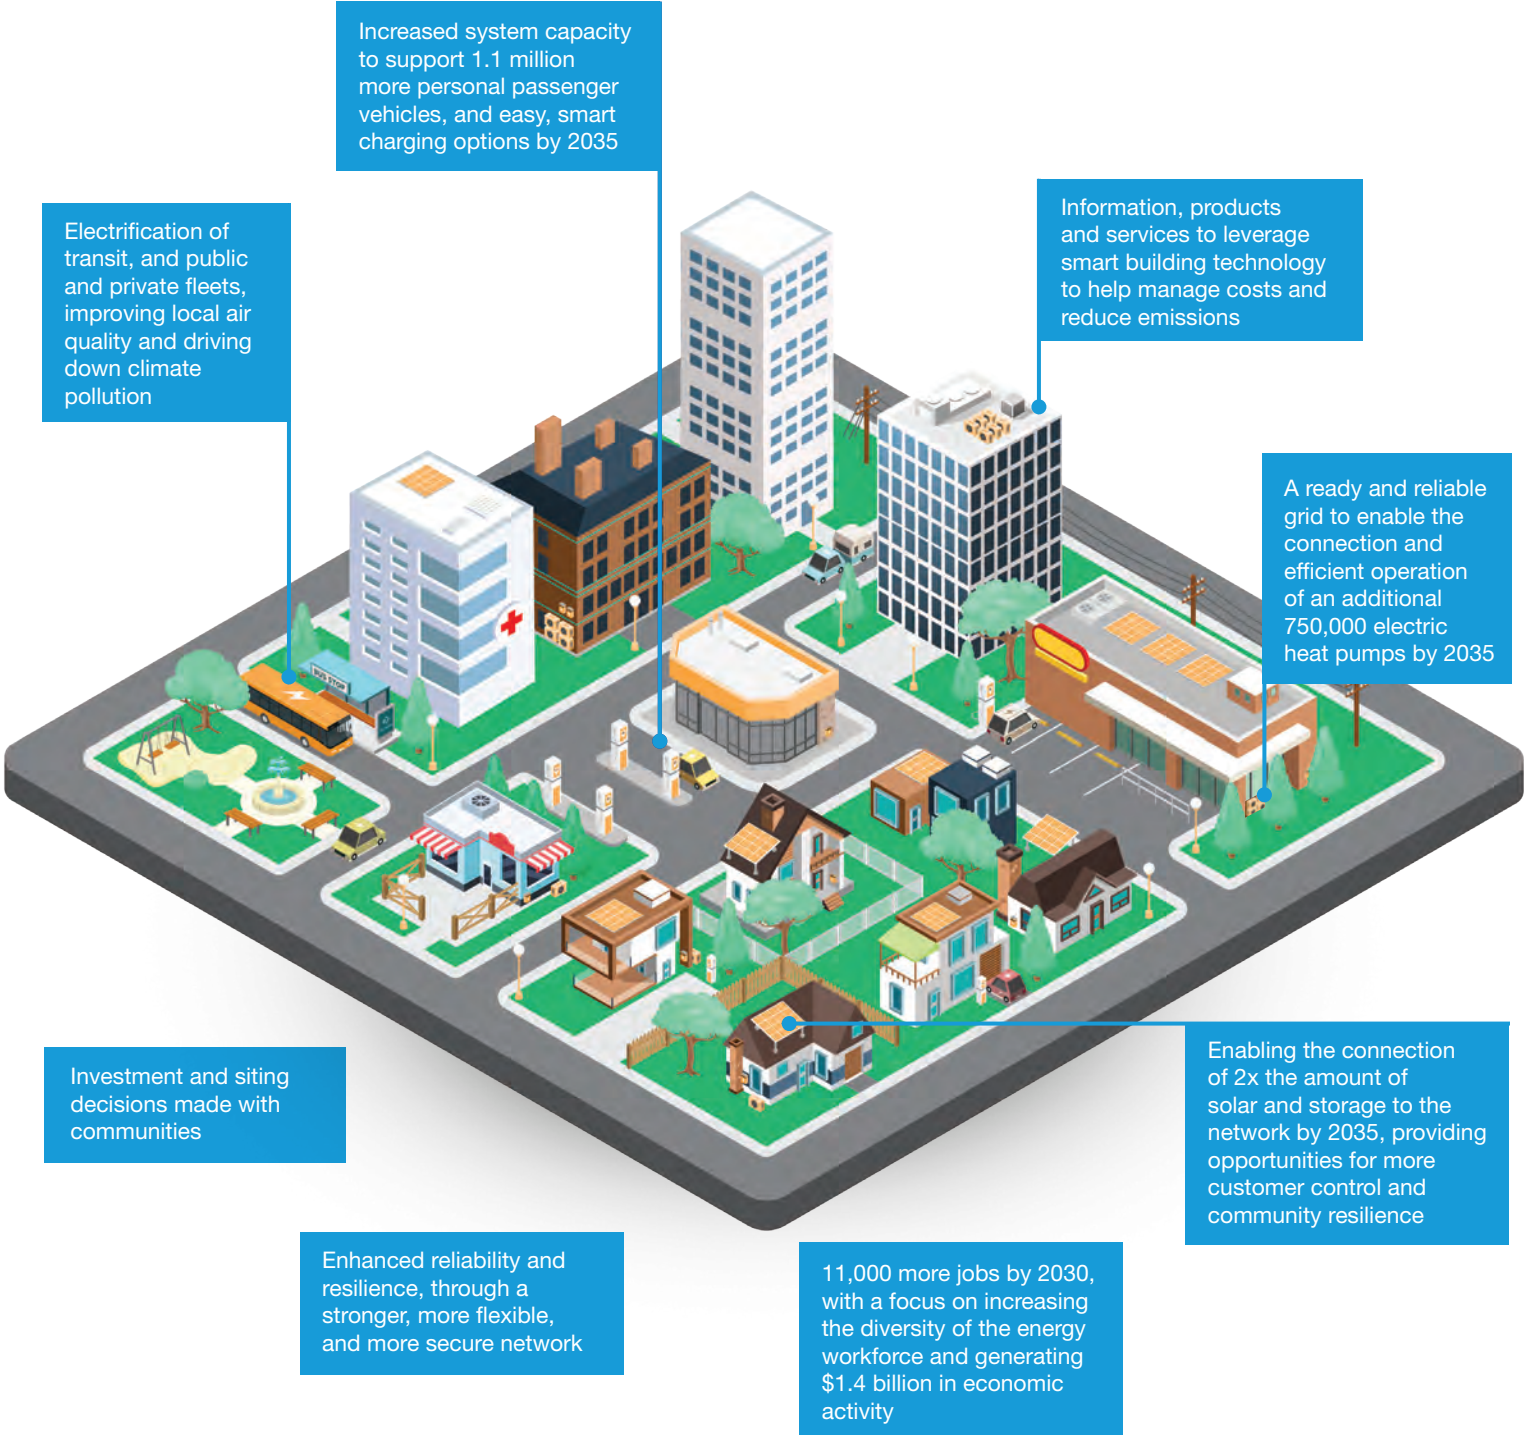 Increased system capacity
to support 1.1 million
more personal passenger
vehicles, and easy, smart
charging options by 2035
Information, products
and services to leverage
smart building technology
to help manage costs and
reduce emissions
Electrification of
transit, and public
and private fleets,
improving local air
quality and driving
down climate
pollution
A ready and reliable
grid to enable the
connection and
efficient operation
of an additional
750,000 electric
heat pumps by 2035
BUS STOP
Enabling the connection
of 2x the amount of
solar and storage to the
network by 2035, providing
opportunities for more
customer control and
community resilience
Investment and siting
decisions made with
communities
Enhanced reliability and
resilience, through a
stronger, more flexible,
and more secure network
11,000 more jobs by 2030,
with a focus on increasing
the diversity of the energy
workforce and generating
$1.4 billion in economic
activity